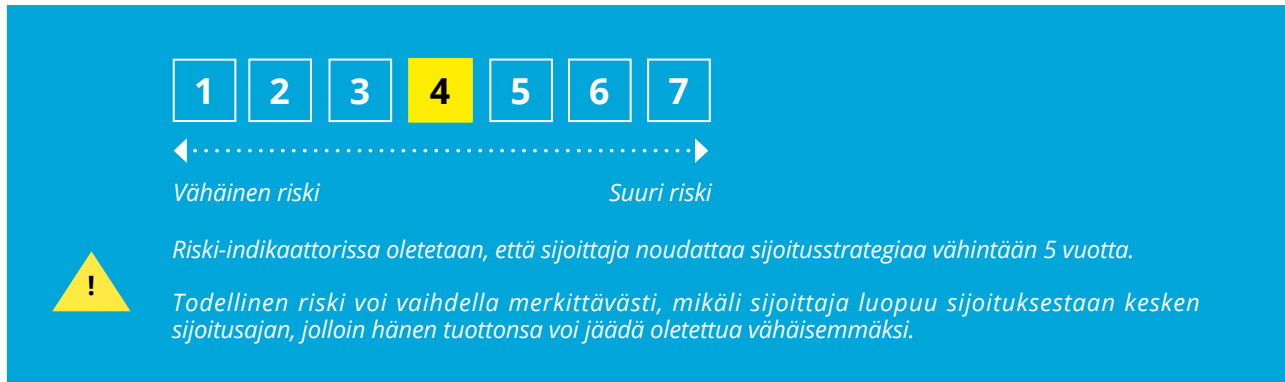 1 2 3 4 5 6 7
Vähäinen riski Suuri riski
Riski-indikaattorissa oletetaan, että sijoittaja noudattaa sijoitusstrategiaa vähintään 5 vuotta.
!
Todellinen riski voi vaihdella merkittävästi, mikäli sijoittaja luopuu sijoituksestaan kesken
sijoitusajan, jolloin hänen tuottonsa voi jäädä oletettua vähäisemmäksi.